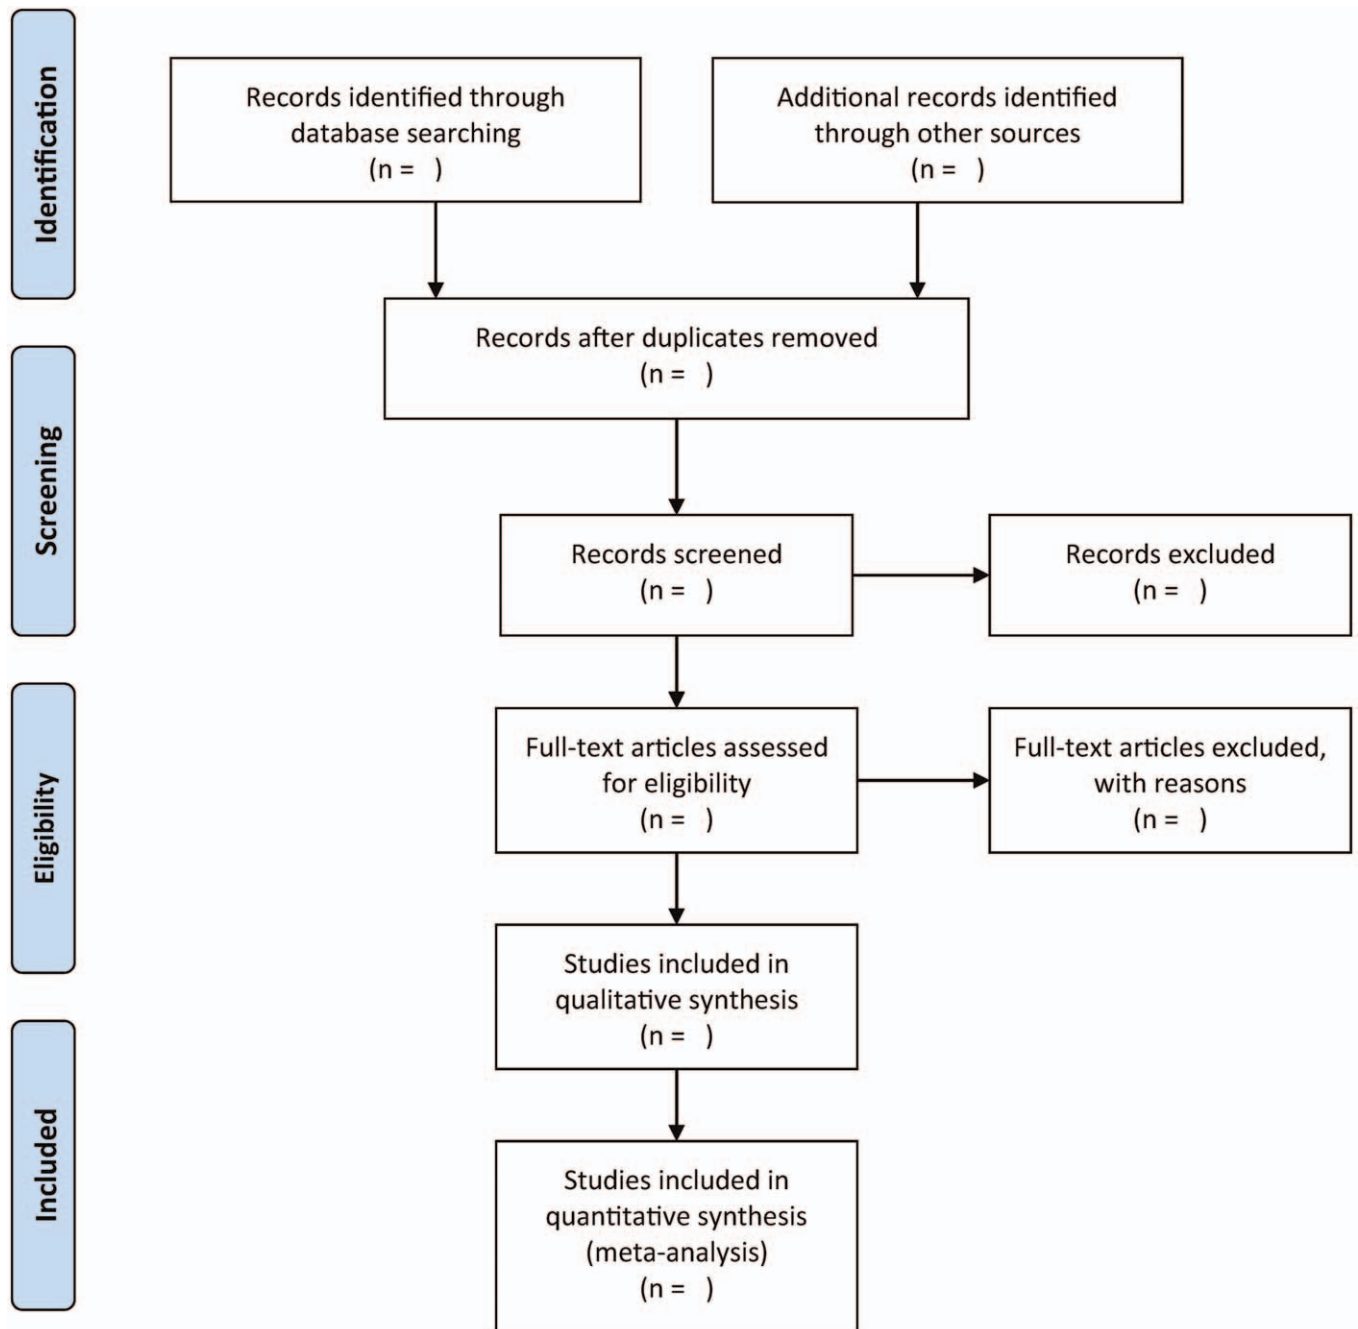 Identification
Records identified through
database searching
(n =   )
Additional records identified
through other sources
(n =   )
Records after duplicates removed
(n =   )
Screening
Records screened
(n =   )
Records excluded
(n =   )
Eligibility
Full-text articles assessed
for eligibility
(n =   )
Full-text articles excluded,
with reasons
(n =   )
Studies included in
qualitative synthesis
(n =   )
Included
Studies included in
quantitative synthesis
(meta-analysis)
(n =   )